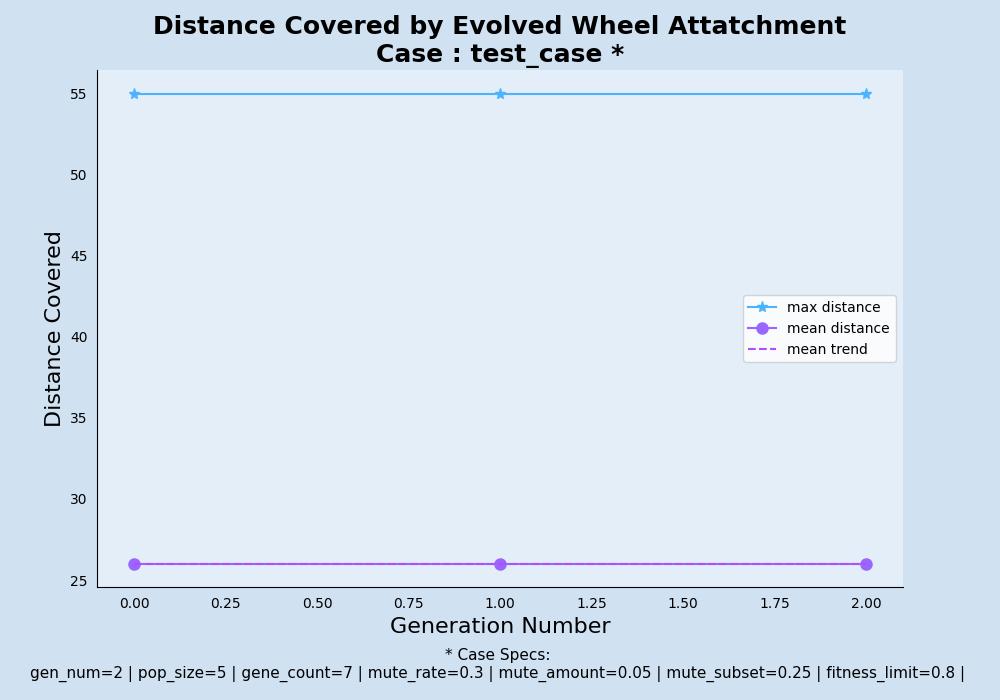 Distance Covered by Evolved Wheel Attatchment
Case : test_case *
55
50
45
40
35
30
25
Distance Covered
max distance
mean distance
mean trend
0.00 0.25 0.50 0.75 1.00 1.25 1.50 1.75 2.00
Generation Number
* Case Specs:
gen_num=2 | pop_size=5 | gene_count=7 | mute_rate=0.3 | mute_amount=0.05 | mute_subset=0.25 | fitness_limit=0.8 |